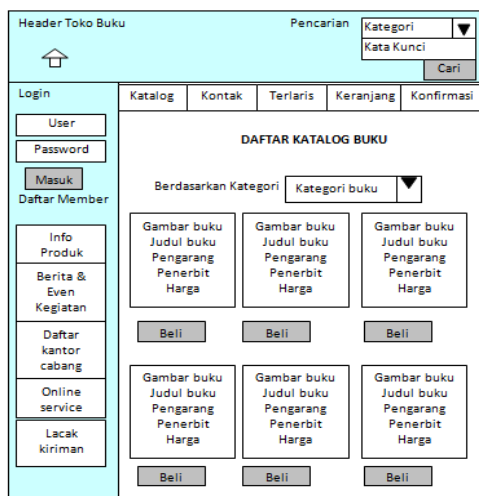 Header Toko Buku
Pencarian
Kategori
Kata Kunci
Cari
Login
User
Password
Masuk
Daftar Member
Info
Produk
Berita &
Even
Kegiatan
Daftar
kantor
cabang
Online
service
Lacak
kiriman
Katalog
Kontak
Terlaris
Keranjang
Konfirmasi
DAFTAR KATALOG BUKU
Berdasarkan Kategori
Kategori buku
Gambar buku
Judul buku
Pengarang
Penerbit
Harga
Beli
Gambar buku
Judul buku
Pengarang
Penerbit
Harga
Beli
Gambar buku
Judul buku
Pengarang
Penerbit
Harga
Beli
Gambar buku
Judul buku
Pengarang
Penerbit
Harga
Beli
Gambar buku
Judul buku
Pengarang
Penerbit
Harga
Beli
Gambar buku
Judul buku
Pengarang
Penerbit
Harga
Beli